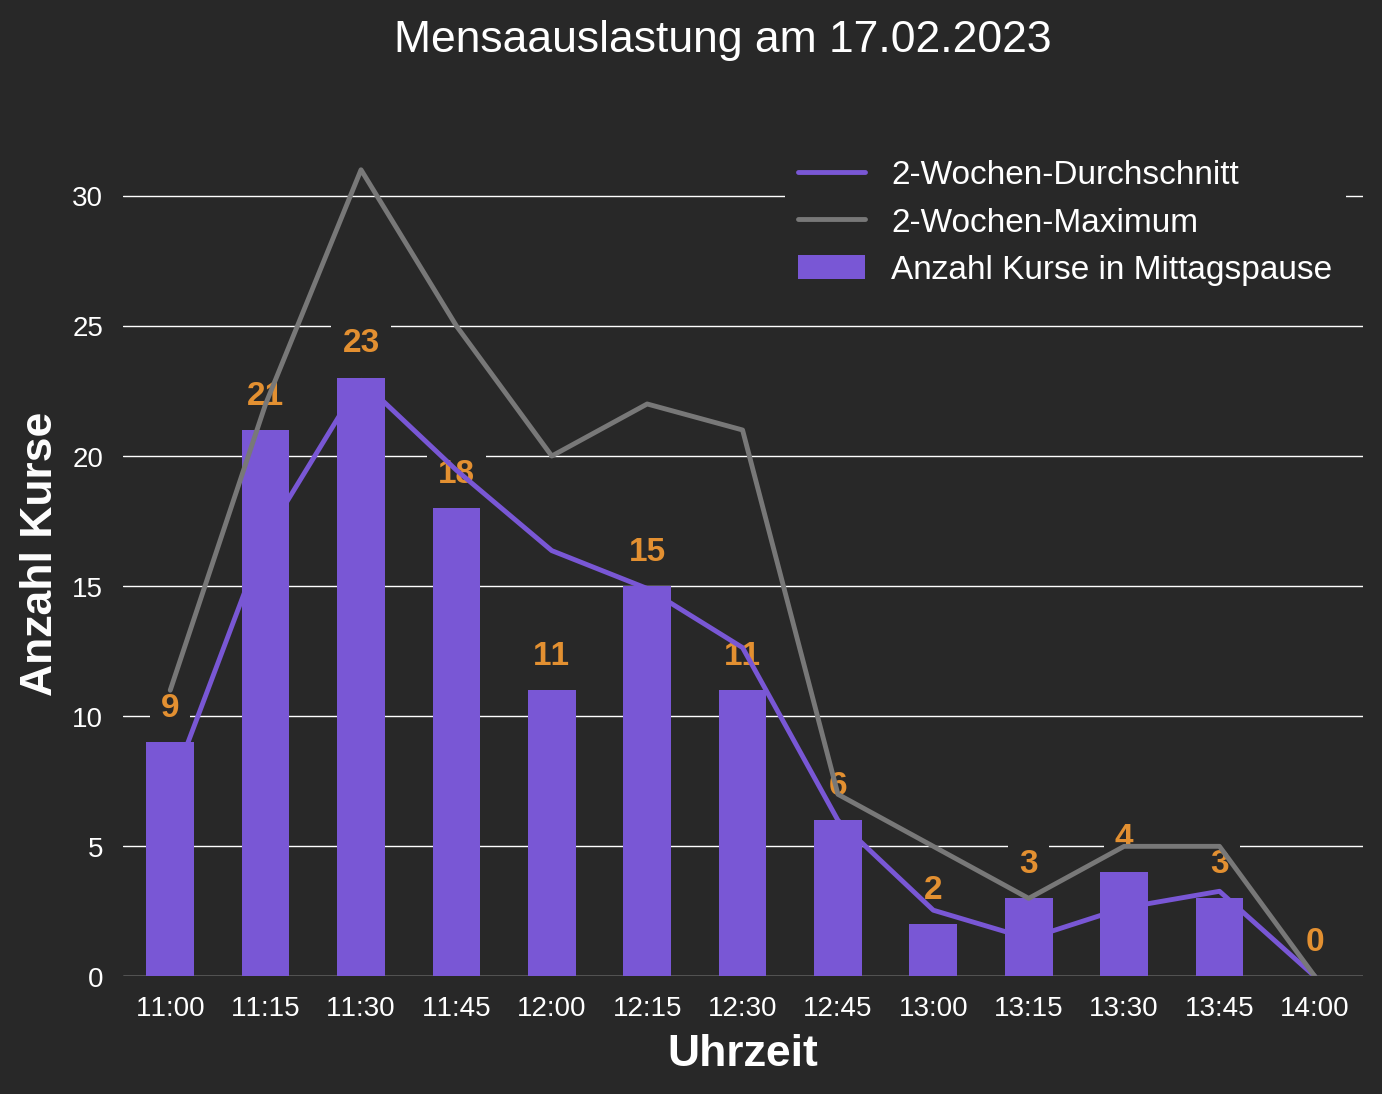 Mensaauslastung am 17.02.2023
2-Wochen-Durchschnitt
2-Wochen-Maximum
Anzahl Kurse in Mittagspause
Anzahl Kurse
30
25
20
15
10
5
0
9
21
23
18
11
15
11
6
2
3
4
3
0
11:00 11:15 11:30 11:45 12:00 12:15 12:30 12:45 13:00 13:15 13:30 13:45 14:00
Uhrzeit